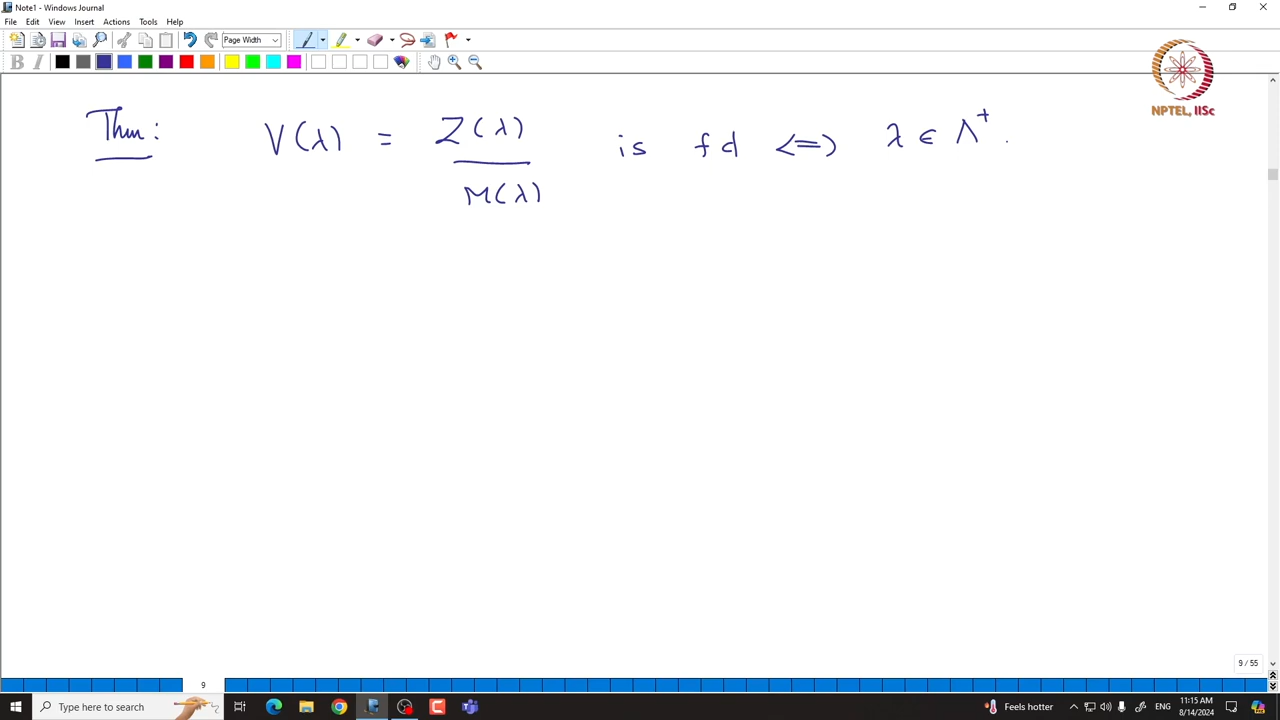 Note1 - Windows Journal
File Edit View Insert Actions Tools Help
Page Width
B I
NPTEL, IISc
Thm: V(λ) = Z(λ) / M(λ) is fd <=> λ ∈ Λ⁺.
9 / 55
9
Type here to search
Feels hotter
ENG
11:15 AM
8/14/2024